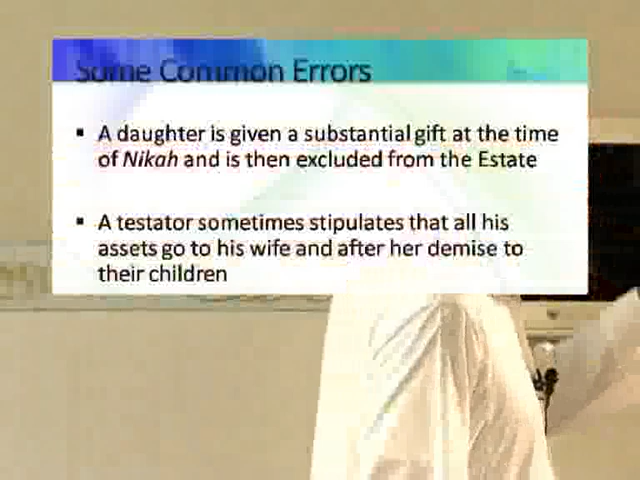 Some Common Errors
▪ A daughter is given a substantial gift at the time
of Nikah and is then excluded from the Estate
▪ A testator sometimes stipulates that all his
assets go to his wife and after her demise to
their children